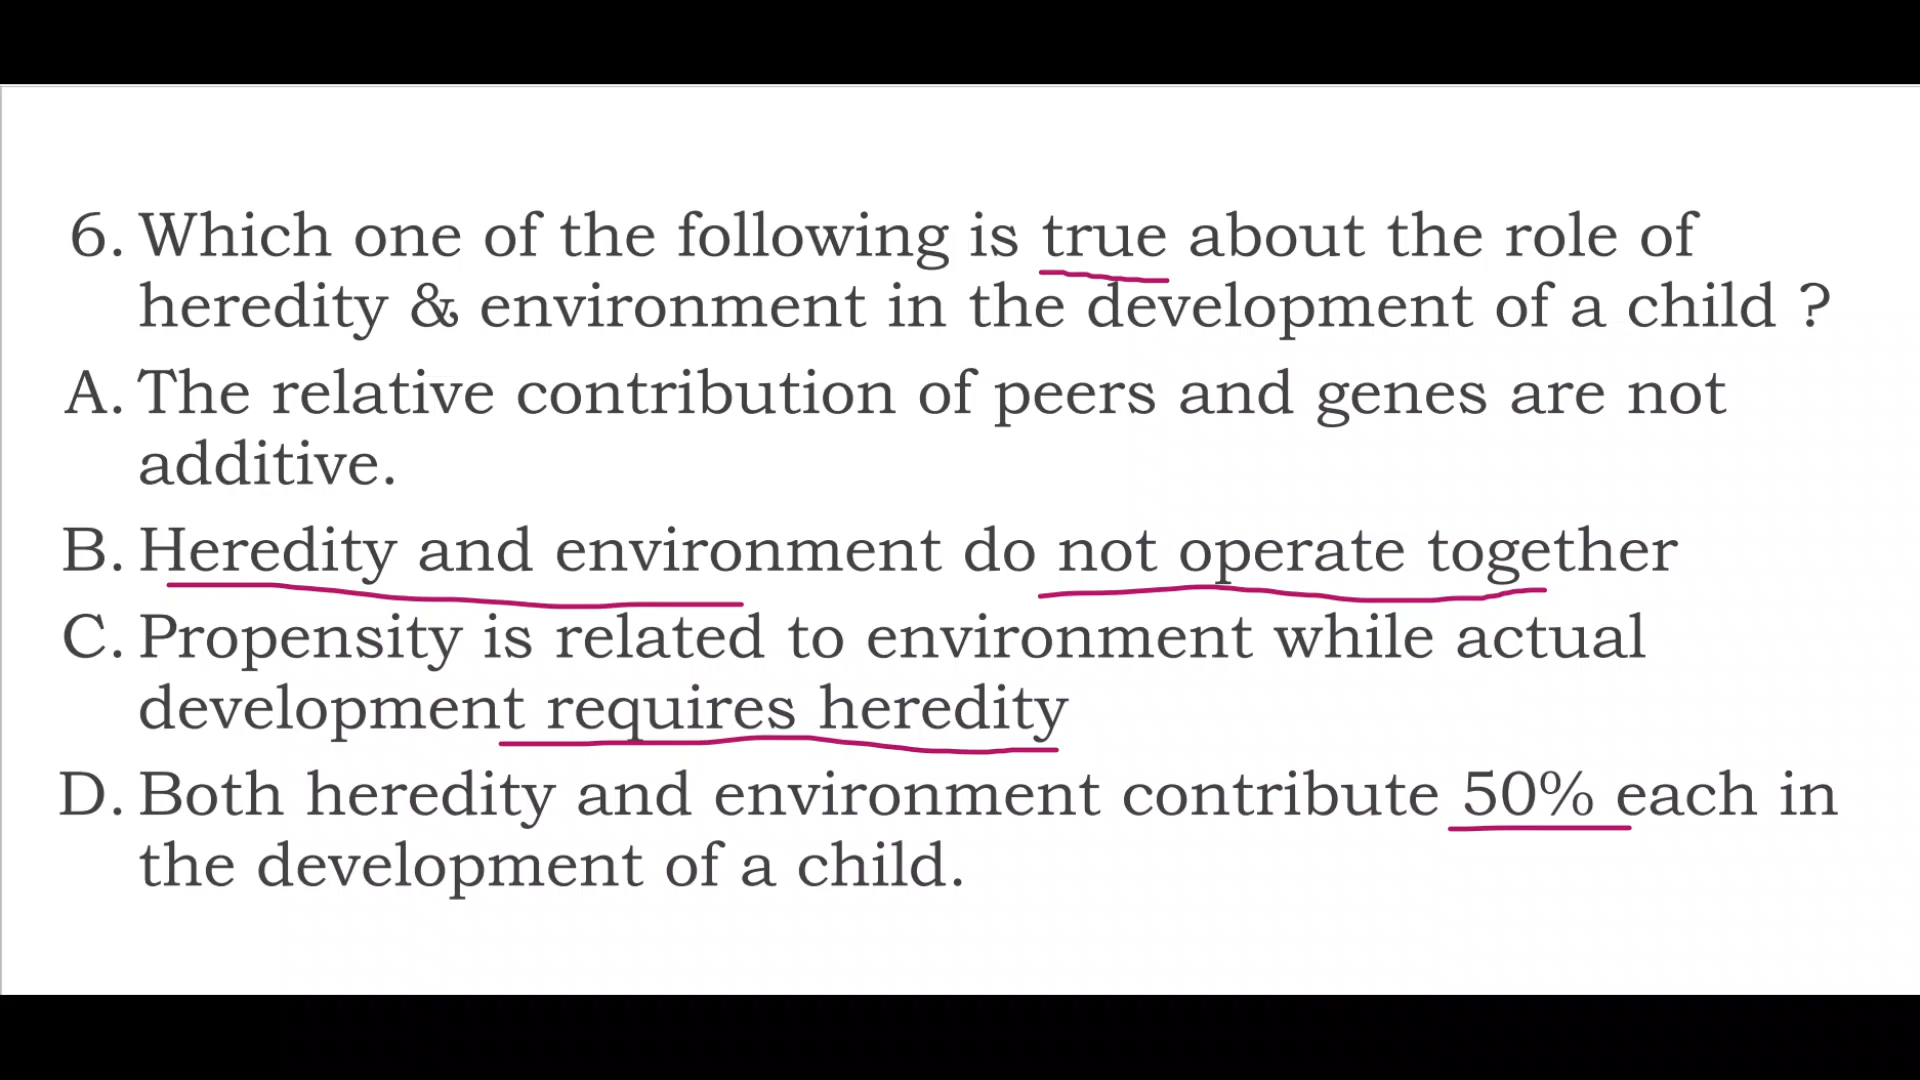 6. Which one of the following is true about the role of
heredity & environment in the development of a child ?
A. The relative contribution of peers and genes are not
additive.
B. Heredity and environment do not operate together
C. Propensity is related to environment while actual
development requires heredity
D. Both heredity and environment contribute 50% each in
the development of a child.